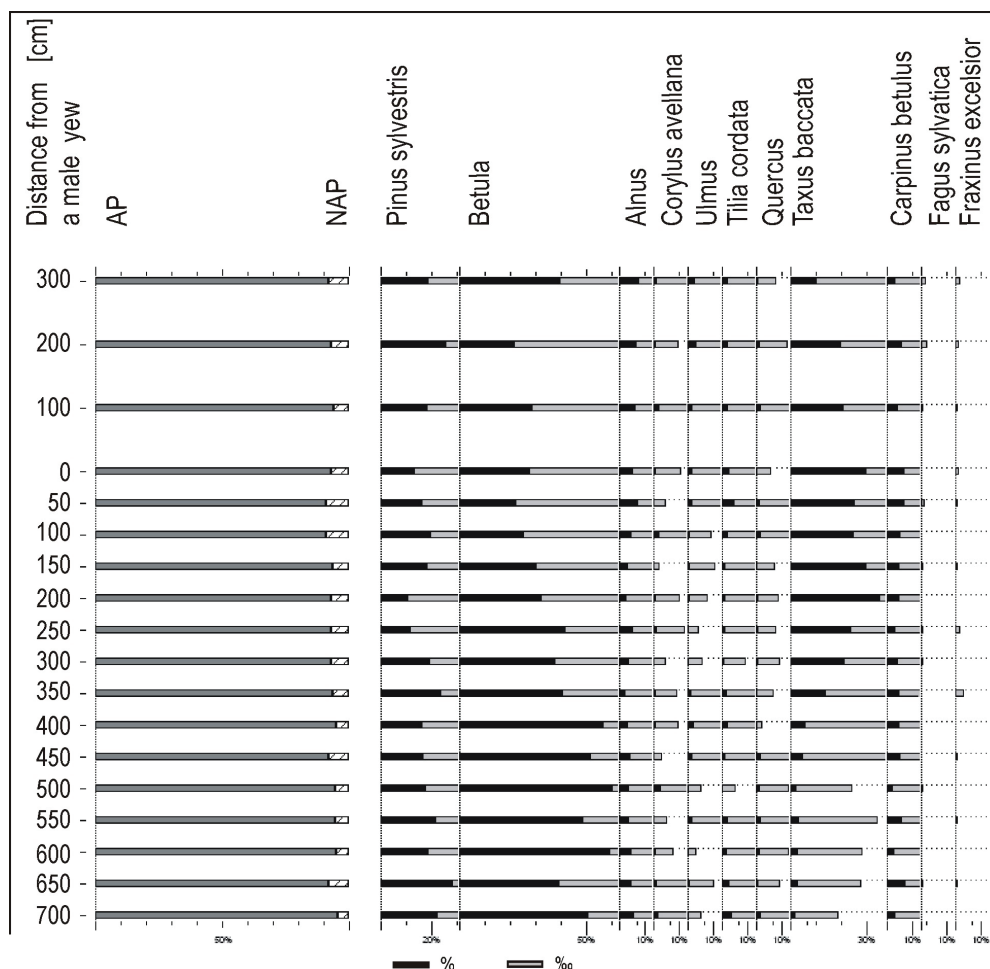 Distance from [cm]
a male yew
AP
NAP
Pinus sylvestris
Betula
Alnus
Corylus avellana
Ulmus
Tilia cordata
Quercus
Taxus baccata
Carpinus betulus
Fagus sylvatica
Fraxinus excelsior
300
200
100
0
50
100
150
200
250
300
350
400
450
500
550
600
650
700
50% 20% 50% 10% 10% 10% 10% 10% 30% 10% 10% 10%
% ‰